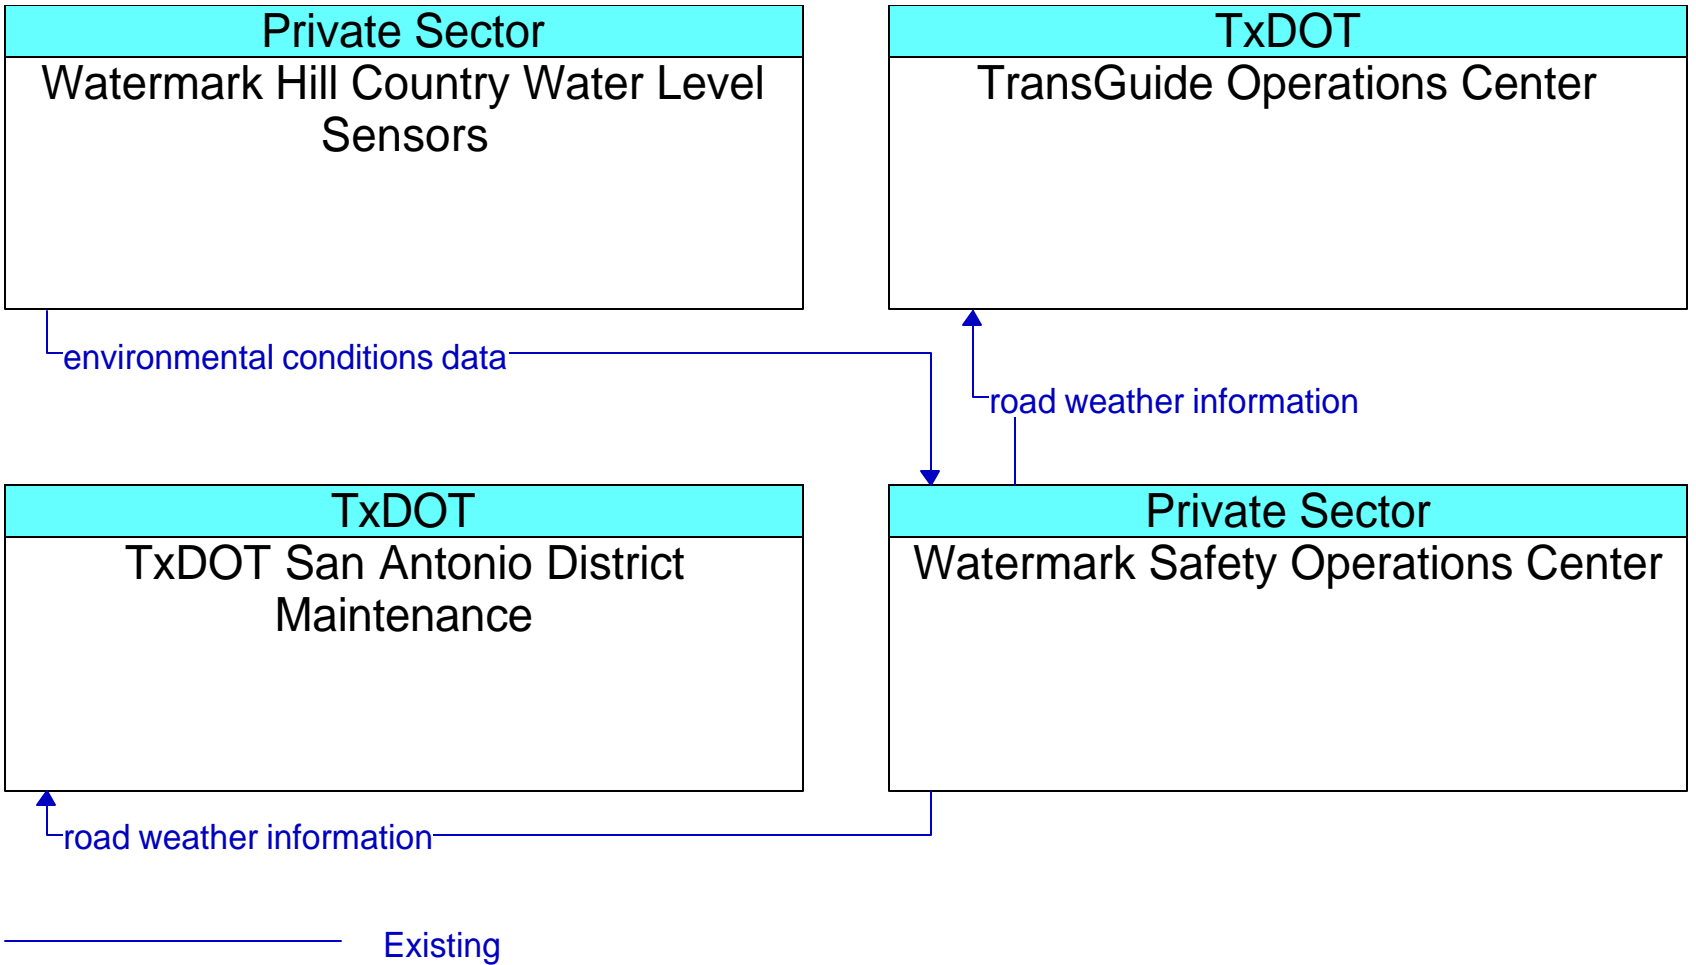 Private Sector
Watermark Hill Country Water Level
Sensors
TxDOT
TransGuide Operations Center
environmental conditions data
road weather information
TxDOT
TxDOT San Antonio District
Maintenance
Private Sector
Watermark Safety Operations Center
road weather information
Existing